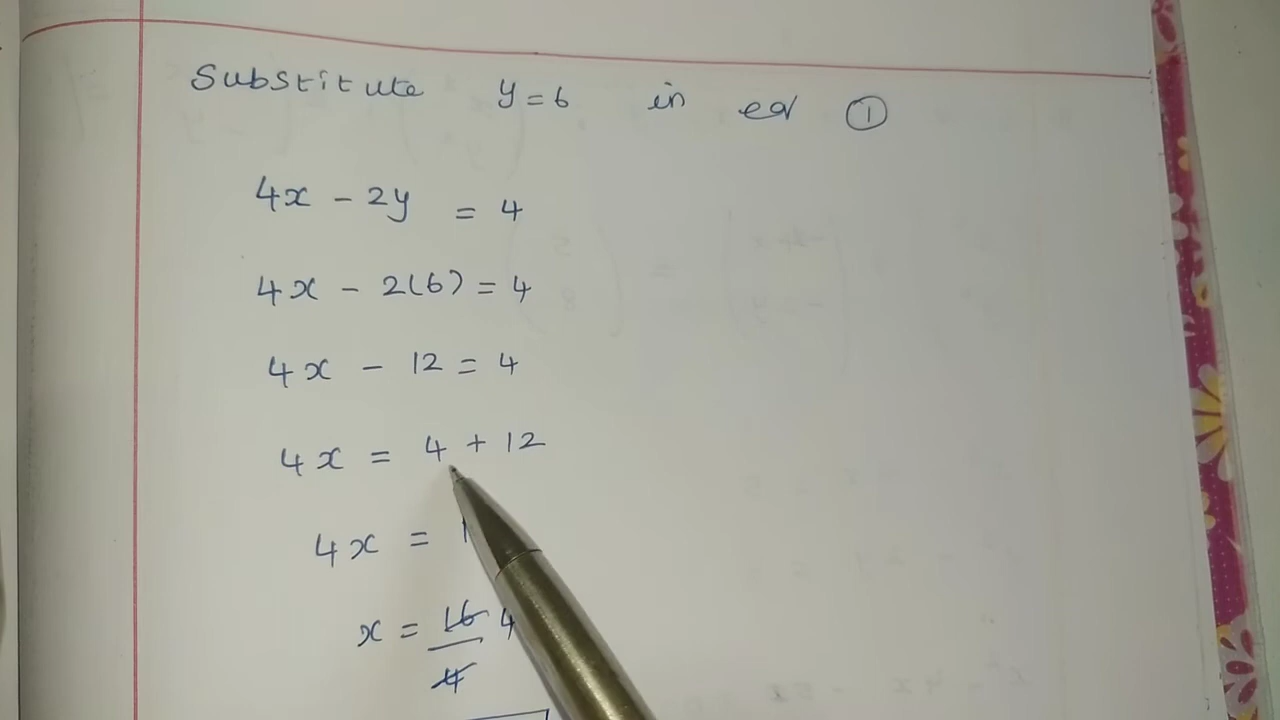 Substitute y = 6 in eq ①
4x - 2y = 4
4x - 2(6) = 4
4x - 12 = 4
4x = 4 + 12
4x = 1
x = 16/4 4